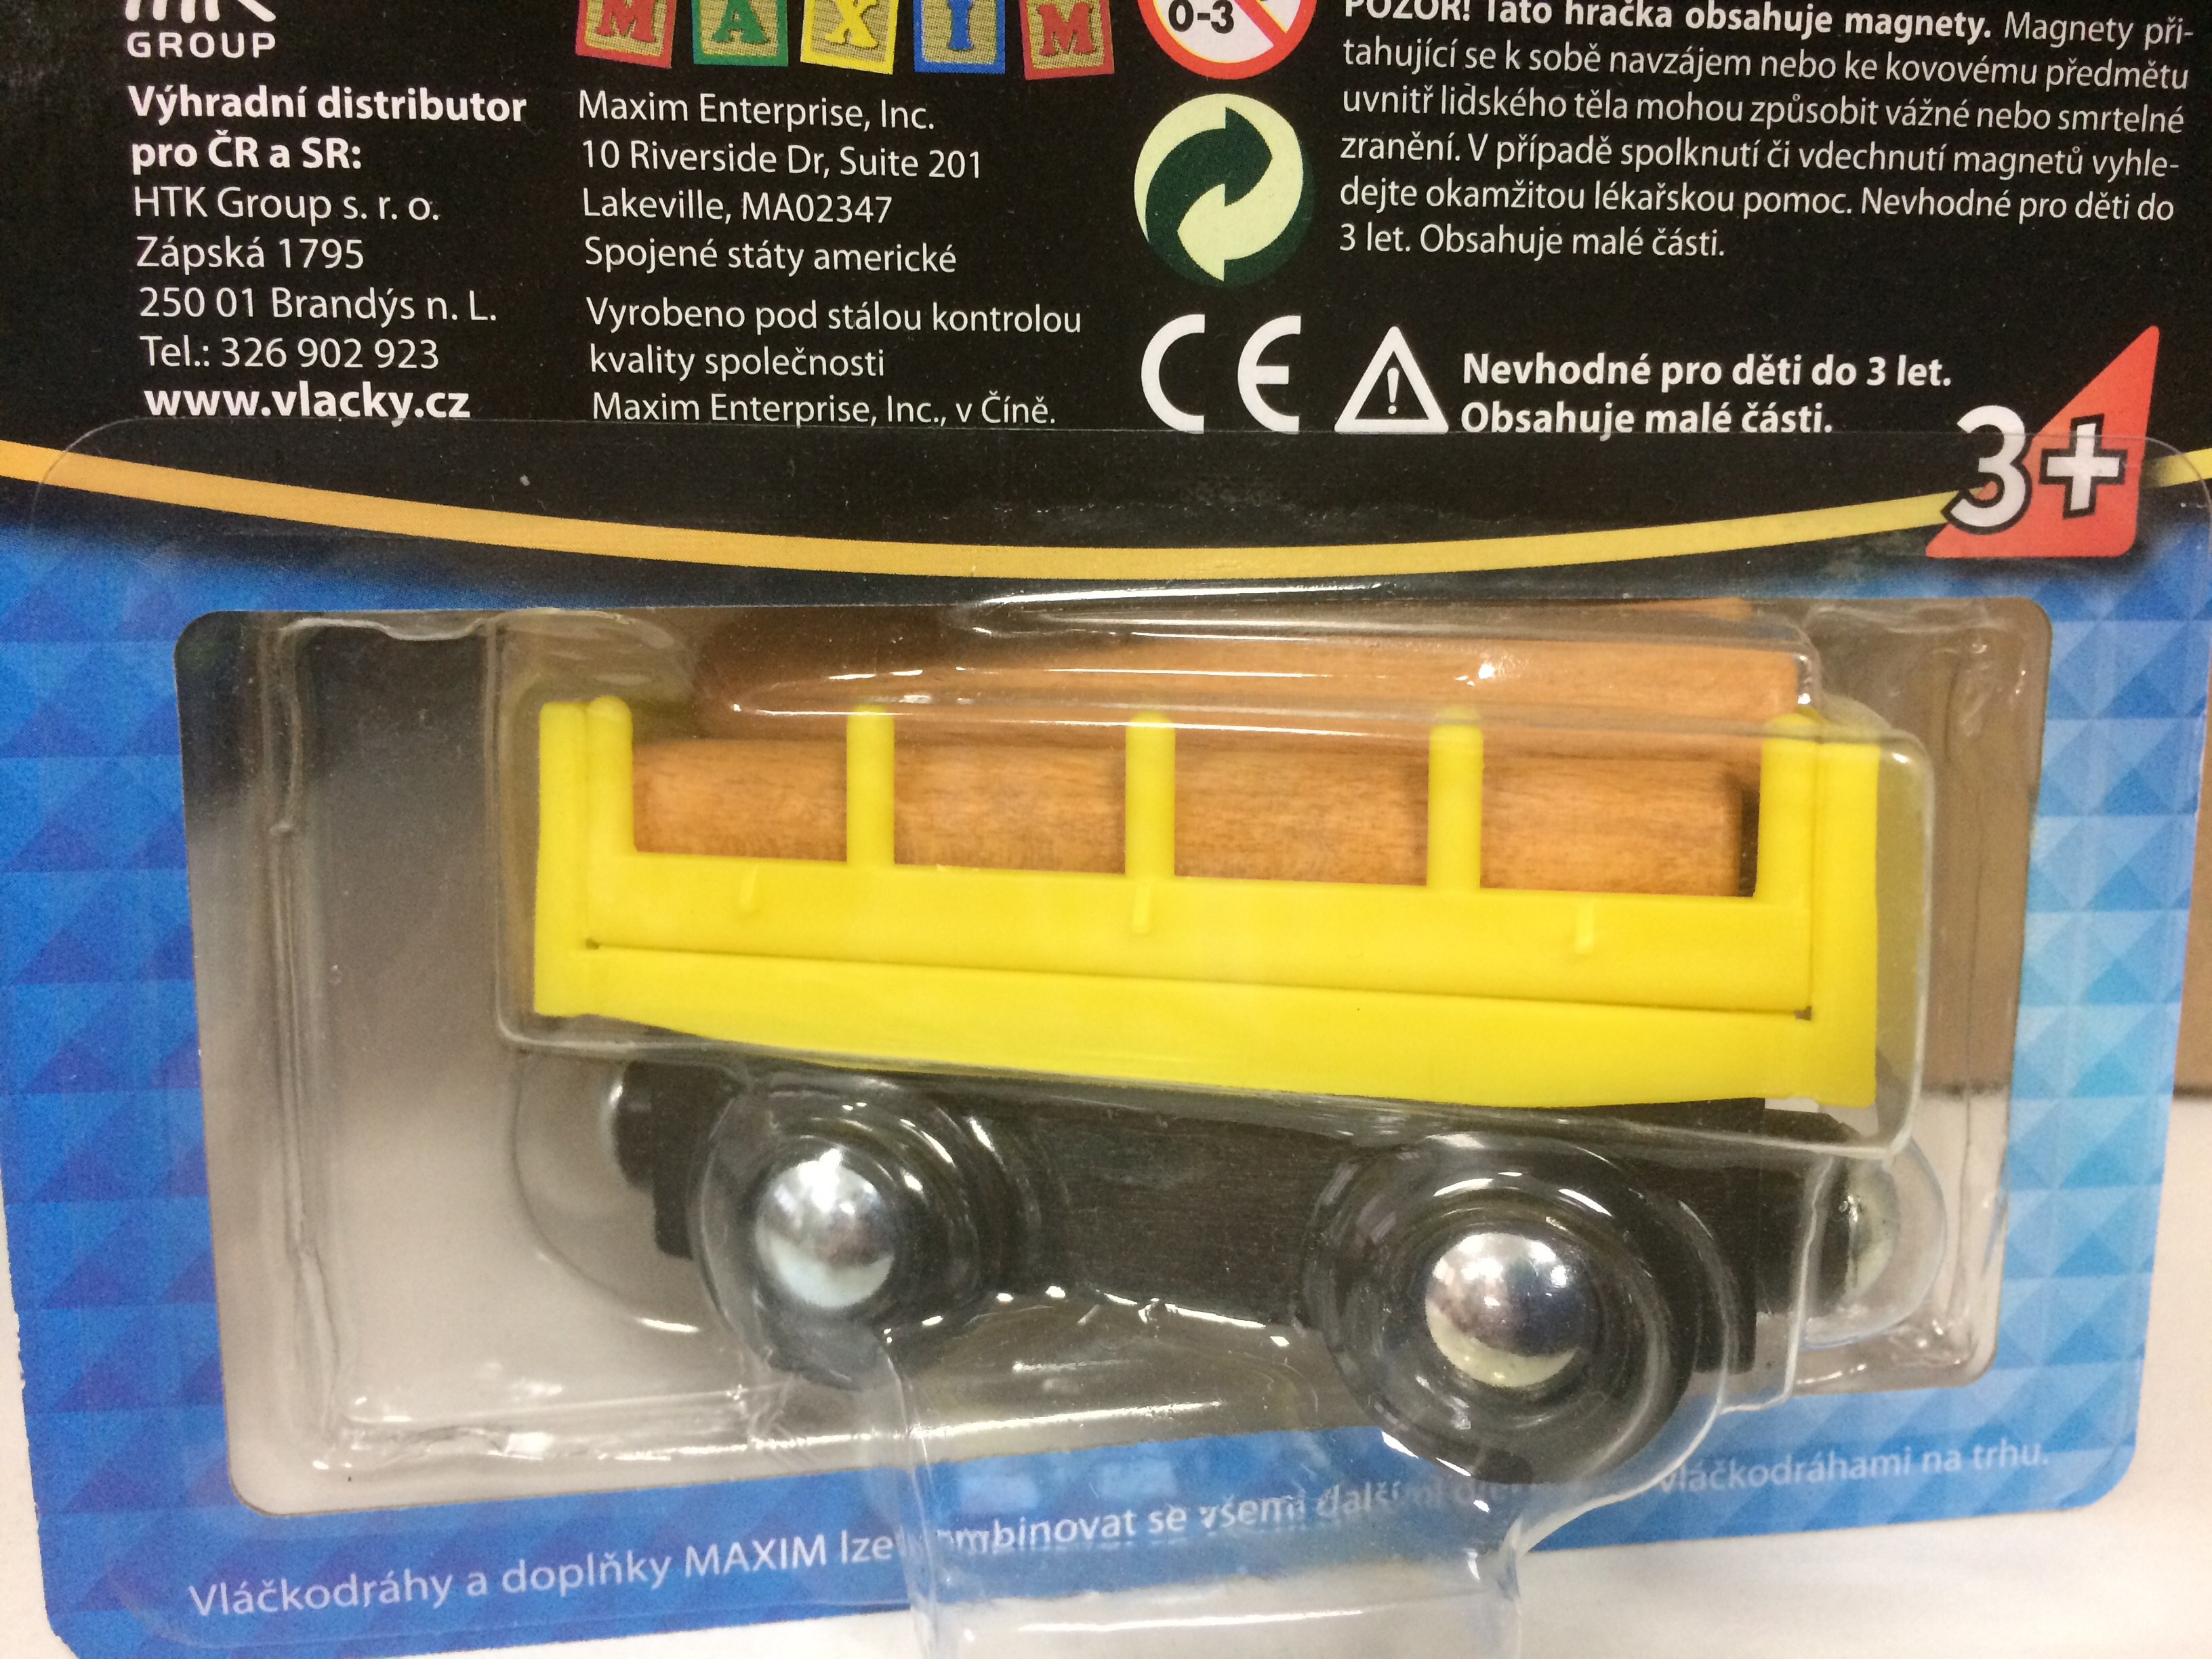 GROUP
Výhradní distributor
pro ČR a SR:
HTK Group s. r. o.
Zápská 1795
250 01 Brandýs n. L.
Tel.: 326 902 923
www.vlacky.cz
MAXIM
Maxim Enterprise, Inc.
10 Riverside Dr, Suite 201
Lakeville, MA02347
Spojené státy americké
Vyrobeno pod stálou kontrolou
kvality společnosti
Maxim Enterprise, Inc., v Číně.
0-3
POZOR! Tato hračka obsahuje magnety. Magnety při-
tahující se k sobě navzájem nebo ke kovovému předmětu
uvnitř lidského těla mohou způsobit vážné nebo smrtelné
zranění. V případě spolknutí či vdechnutí magnetů vyhle-
dejte okamžitou lékařskou pomoc. Nevhodné pro děti do
3 let. Obsahuje malé části.
CE
Nevhodné pro děti do 3 let.
Obsahuje malé části.
3+
Vláčkodráhy a doplňky MAXIM lze kombinovat se všemi dalšími vláčkodráhami na trhu.